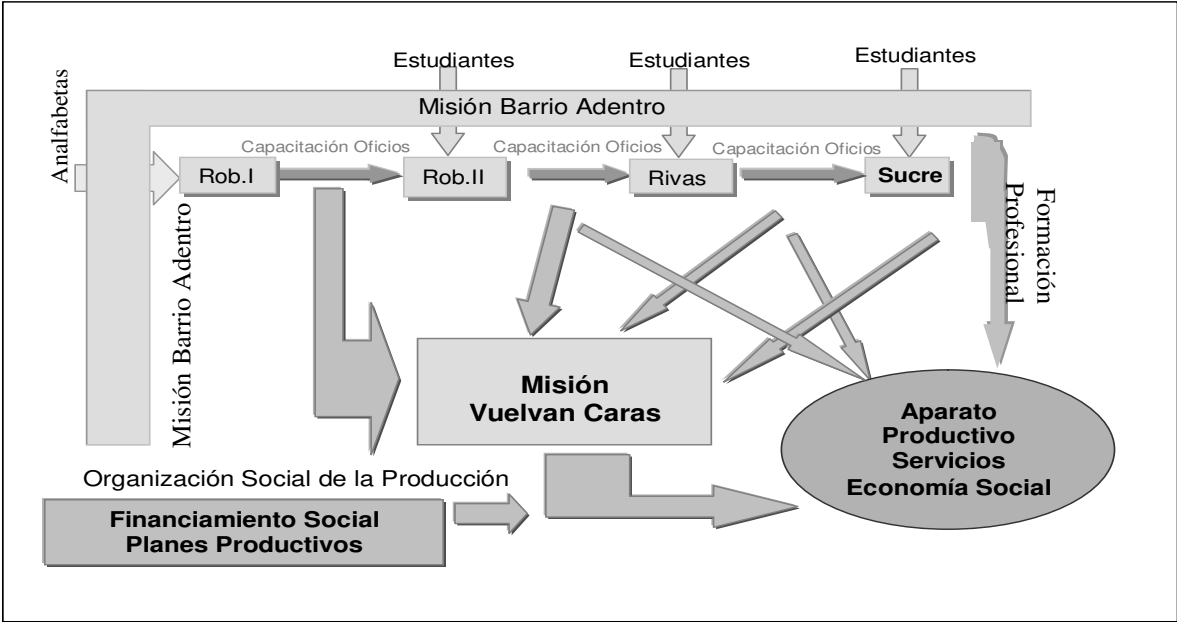 Estudiantes
Estudiantes
Estudiantes
Misión Barrio Adentro
Analfabetas
Capacitación Oficios
Capacitación Oficios
Capacitación Oficios
Rob.I
Rob.II
Rivas
Sucre
Misión Barrio Adentro
Formación
Profesional
Misión
Vuelvan Caras
Aparato
Productivo
Servicios
Economía Social
Organización Social de la Producción
Financiamiento Social
Planes Productivos